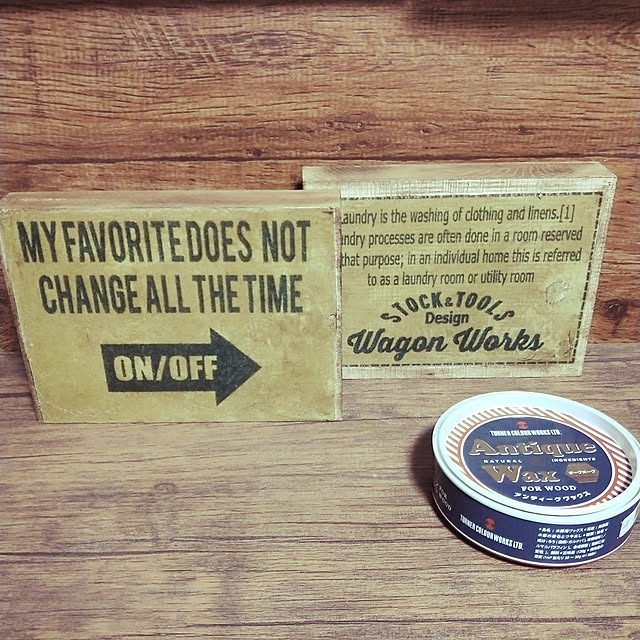 MY FAVORITE DOES NOT
CHANGE ALL THE TIME
ON/OFF
aundry is the washing of clothing and linens.[1]
ndry processes are often done in a room reserved
that purpose; in an individual home this is referred
to as a laundry room or utility room
STOCK & TOOLS
Design
Wagon Works
TURNER COLOUR WORKS LTD.
Antique
NATURAL INGREDIENTS
Wax
FOR WOOD
アンティークワックス
TURNER COLOUR WORKS LTD.